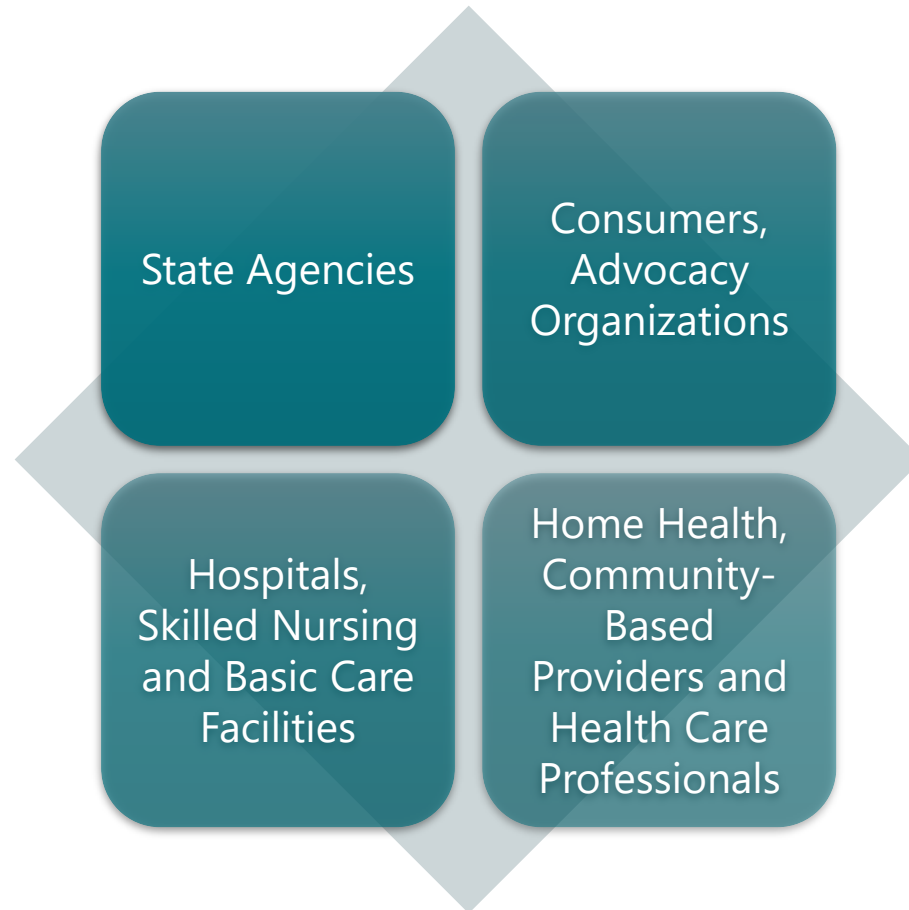 State Agencies
Consumers,
Advocacy
Organizations
Hospitals,
Skilled Nursing
and Basic Care
Facilities
Home Health,
Community-
Based
Providers and
Health Care
Professionals